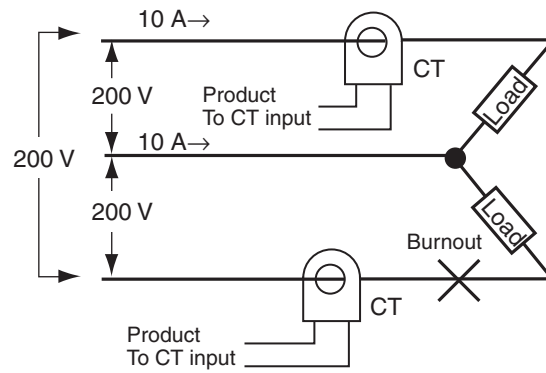 10 A→
CT
200 V
Product
To CT input
Load
10 A→
200 V
200 V
Load
Burnout
CT
Product
To CT input